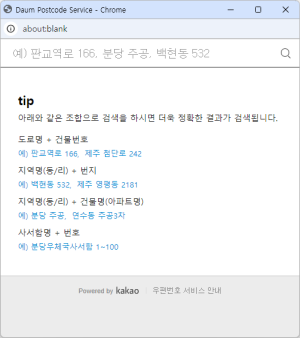 Daum Postcode Service - Chrome
about:blank
예) 판교역로 166, 분당 주공, 백현동 532
tip
아래와 같은 조합으로 검색을 하시면 더욱 정확한 결과가 검색됩니다.
도로명 + 건물번호
예) 판교역로 166, 제주 첨단로 242
지역명(동/리) + 번지
예) 백현동 532, 제주 영평동 2181
지역명(동/리) + 건물명(아파트명)
예) 분당 주공, 연수동 주공3차
사서함명 + 번호
예) 분당우체국사서함 1~100
Powered by kakao 우편번호 서비스 안내